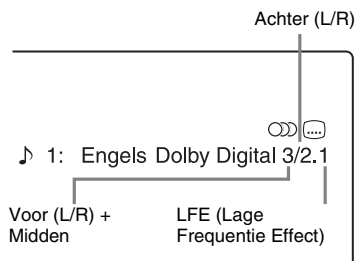 Achter (L/R)
♪ 1: Engels Dolby Digital 3/2.1
Voor (L/R) +
Midden
LFE (Lage
Frequentie Effect)